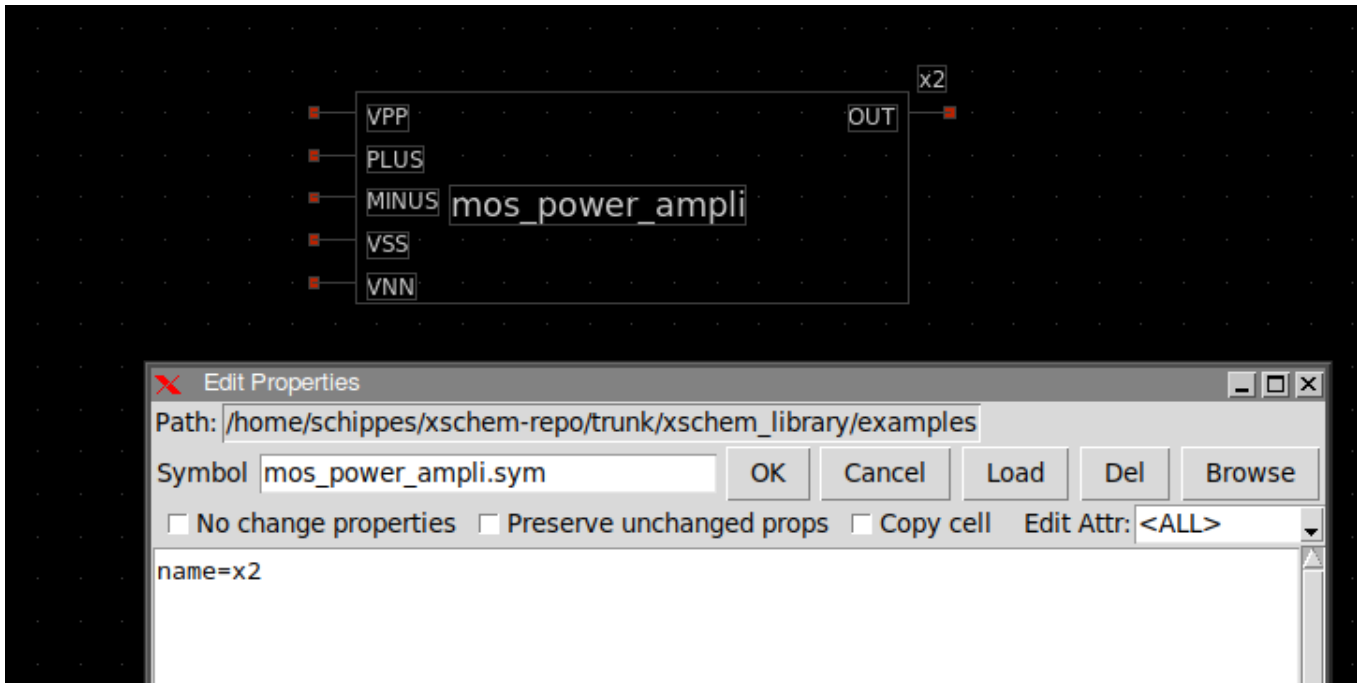 x2
VPP OUT
PLUS
MINUS mos_power_ampli
VSS
VNN
Edit Properties
Path: /home/schippes/xschem-repo/trunk/xschem_library/examples
Symbol mos_power_ampli.sym OK Cancel Load Del Browse
No change properties Preserve unchanged props Copy cell Edit Attr: <ALL>
name=x2